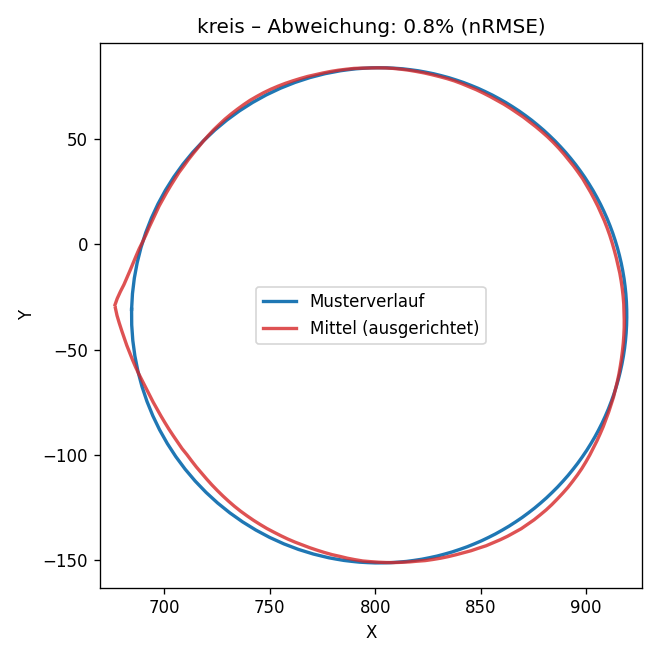 kreis – Abweichung: 0.8% (nRMSE)
50
0
−50
−100
−150
Y
Musterverlauf
Mittel (ausgerichtet)
700
750
800
850
900
X